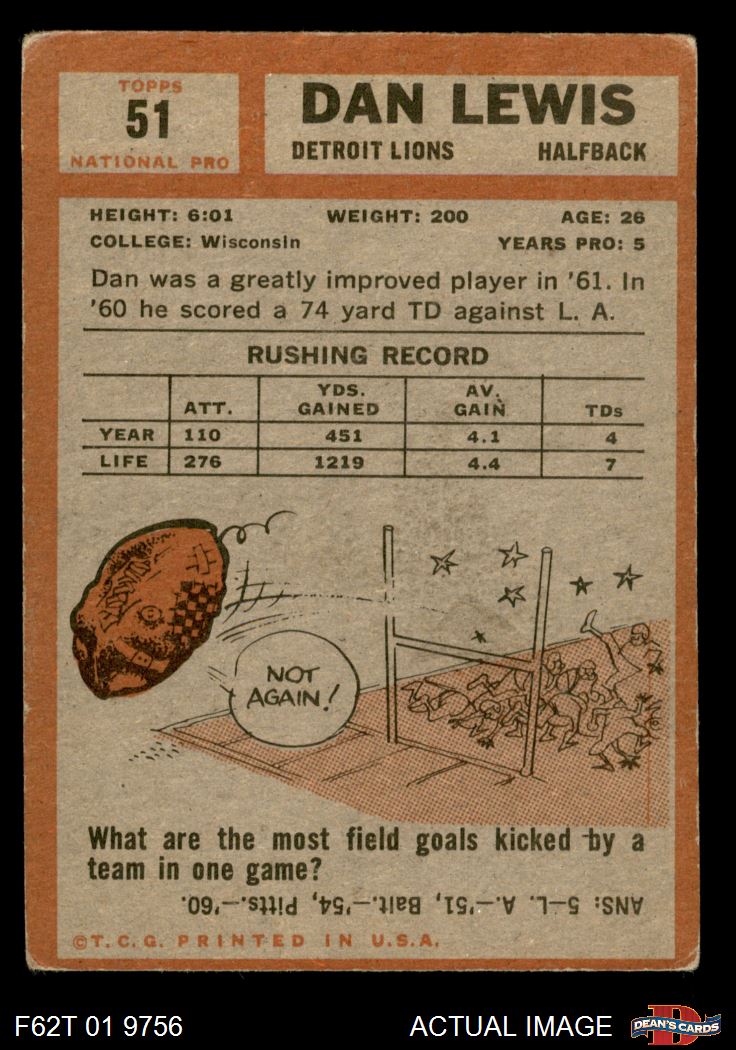 TOPPS
51
NATIONAL PRO
DAN LEWIS
DETROIT LIONS HALFBACK
HEIGHT: 6:01 WEIGHT: 200 AGE: 26
COLLEGE: Wisconsin YEARS PRO: 5
Dan was a greatly improved player in '61. In
'60 he scored a 74 yard TD against L. A.
RUSHING RECORD
ATT. YDS. GAINED AV. GAIN TDs
YEAR 110 451 4.1 4
LIFE 276 1219 4.4 7
NOT
AGAIN!
What are the most field goals kicked by a
team in one game?
ANS: 5—L. A.—'51, Balt.—'54, Pitts.—'60.
©T.C.G. PRINTED IN U.S.A.
F62T 01 9756 ACTUAL IMAGE
DEAN'S CARDS